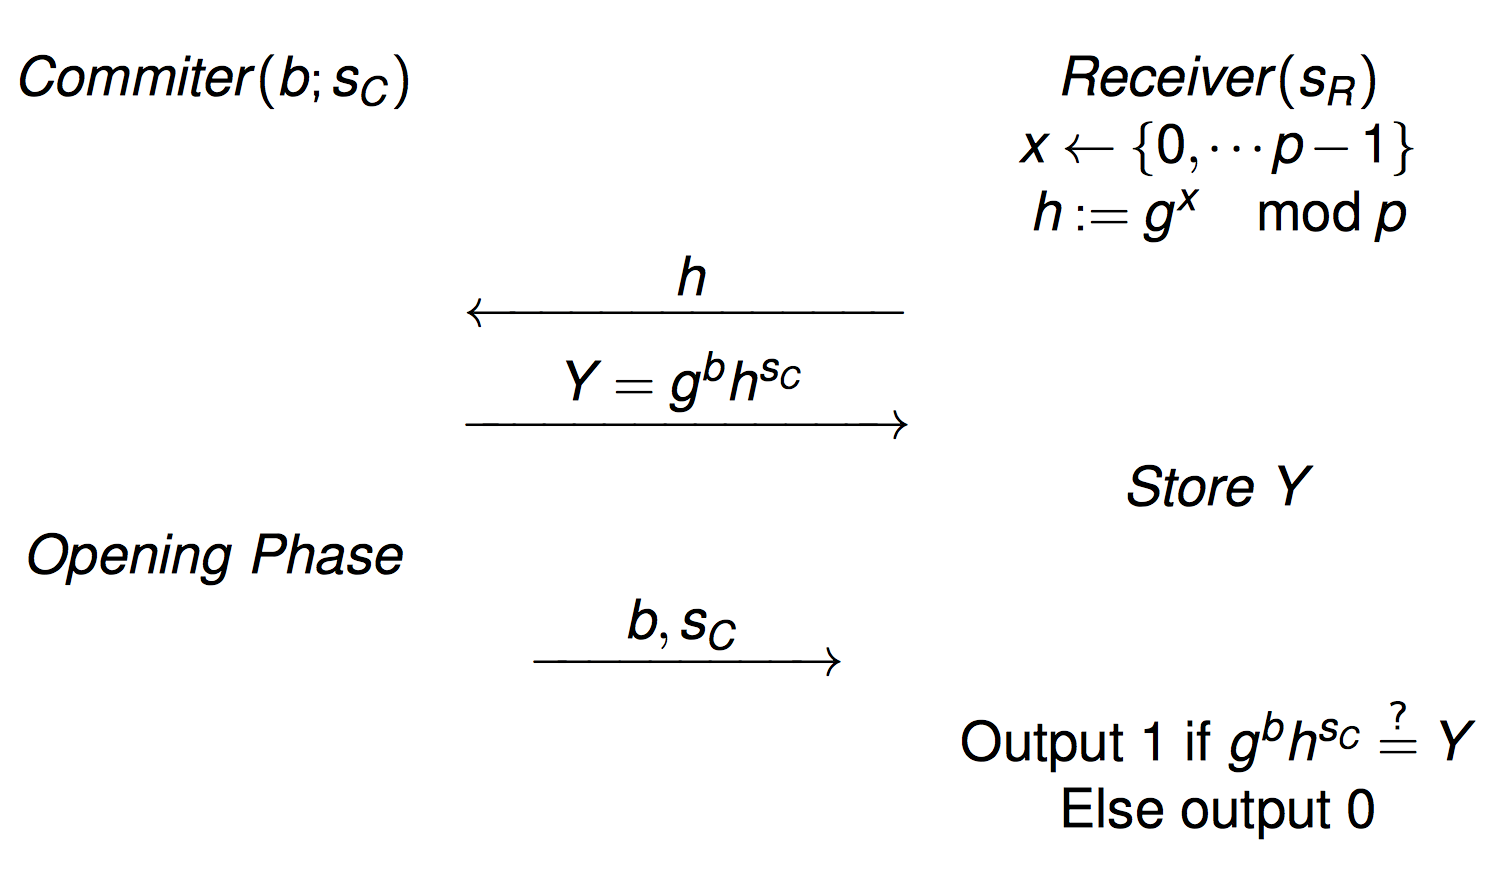 Commiter(b; s_C)
Receiver(s_R)
x ← {0, ⋯ p − 1}
h := g^x mod p
h
Y = g^b h^{s_C}
Store Y
Opening Phase
b, s_C
Output 1 if g^b h^{s_C} ≟ Y
Else output 0